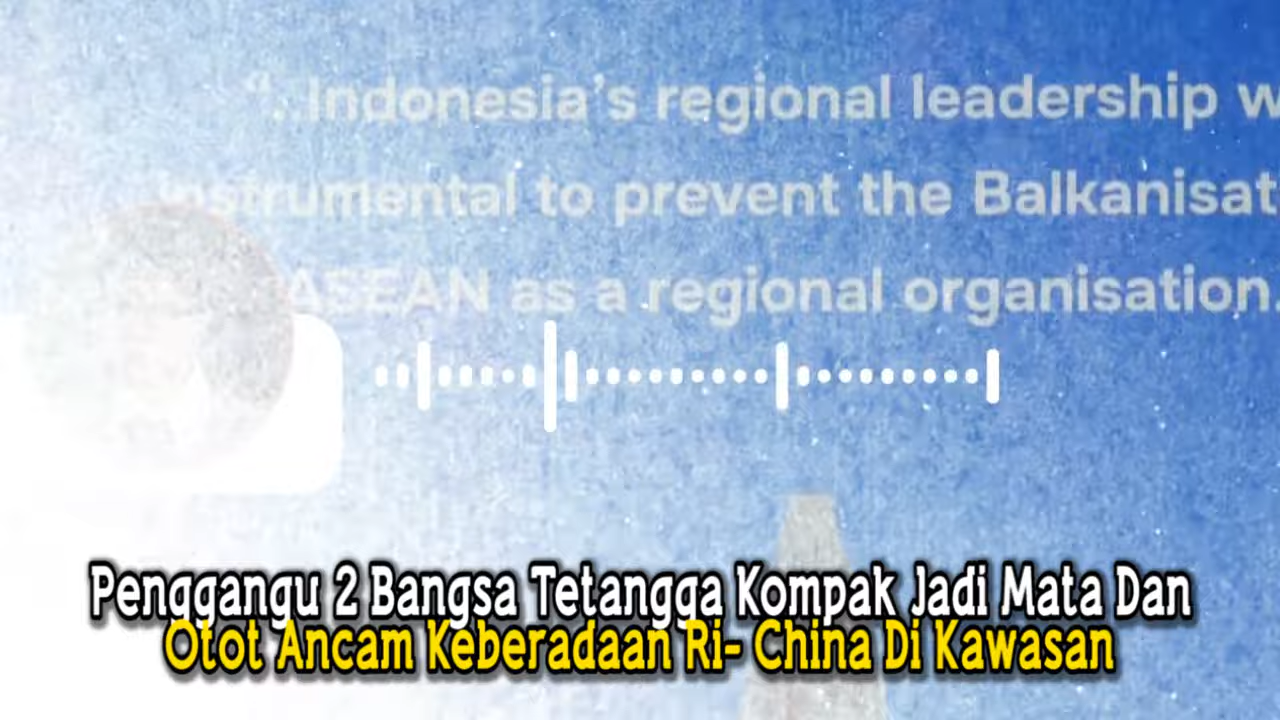 “..Indonesia’s regional leadership w
instrumental to prevent the Balkanisat
ASEAN as a regional organisation.
Penggangu 2 Bangsa Tetangga Kompak Jadi Mata Dan
Otot Ancam Keberadaan Ri- China Di Kawasan